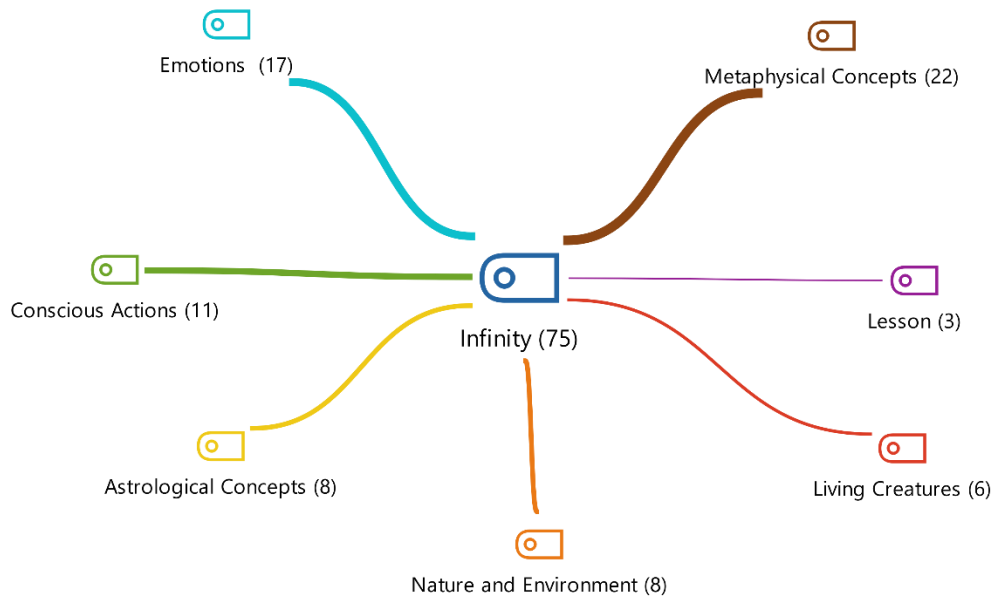 Emotions (17)
Metaphysical Concepts (22)
Conscious Actions (11)
Infinity (75)
Lesson (3)
Astrological Concepts (8)
Living Creatures (6)
Nature and Environment (8)